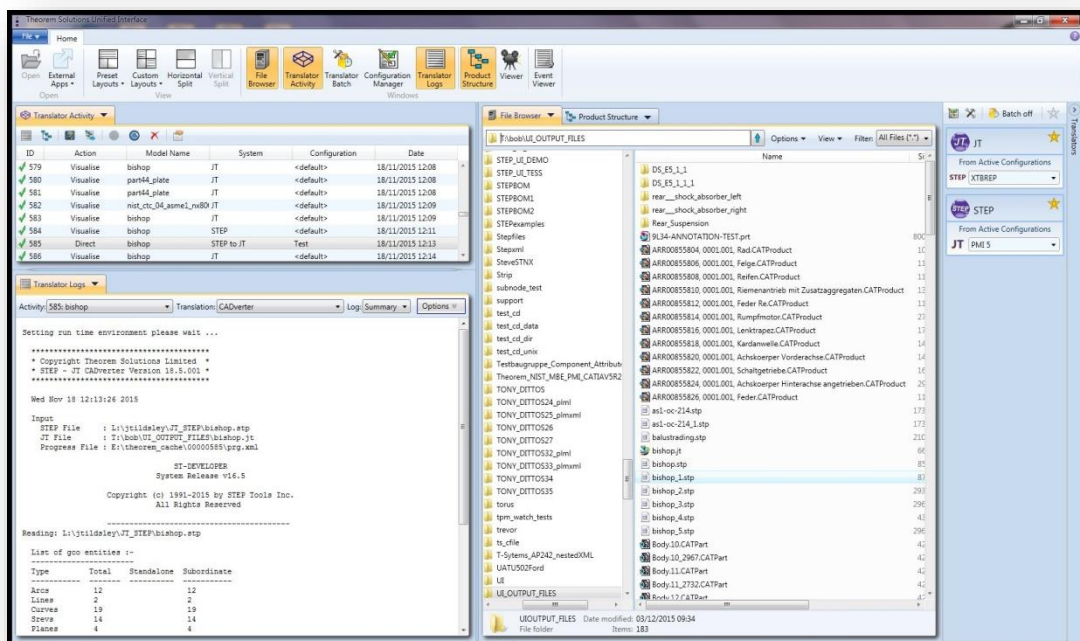 Theorem Solutions Unified Interface
File Home
Open External Apps Preset Layouts Custom Layouts Horizontal Split Vertical Split File Browser Translator Activity Translator Batch Configuration Manager Translator Logs Product Structure Viewer Event Viewer
Open View Windows
Translator Activity
ID Action Model Name System Configuration Date
579 Visualise bishop JT <default> 18/11/2015 12:08
580 Visualise part44_plate JT <default> 18/11/2015 12:08
581 Visualise part44_plate JT <default> 18/11/2015 12:08
582 Visualise nist_ctc_04_asme1_nx80 JT <default> 18/11/2015 12:09
583 Visualise bishop JT <default> 18/11/2015 12:09
584 Visualise bishop STEP <default> 18/11/2015 12:11
585 Direct bishop STEP to JT Test 18/11/2015 12:13
586 Visualise bishop JT <default> 18/11/2015 12:14
Translator Logs
Activity: 585: bishop Translation: CADverter Log: Summary Options
Setting run time environment please wait ...
****************************************
* Copyright Theorem Solutions Limited *
* STEP - JT CADverter Version 18.5.001 *
****************************************
Wed Nov 18 12:13:26 2015
Input
STEP File : L:\jtildsley\JT_STEP\bishop.stp
JT File : T:\bob\UI_OUTPUT_FILES\bishop.jt
Progress File : E:\theorem_cache\00000585\prg.xml
ST-DEVELOPER
System Release v16.5
Copyright (c) 1991-2015 by STEP Tools Inc.
All Rights Reserved
Reading: L:\jtildsley\JT_STEP\bishop.stp
List of gco entities :-
Type Total Standalone Subordinate
Arcs 12 12
Lines 2 2
Curves 19 19
Srevs 14 14
Planes 4 4
File Browser Product Structure
T:\bob\UI_OUTPUT_FILES Options View Filter: All Files (*.*)
STEP_UI_DEMO
STEP_UI_TESS
STEPBOM
STEPBOM1
STEPBOM2
STEPexamples
Stepfiles
Stepxml
SteveSTNX
Strip
subnode_test
support
test_cd
test_cd_data
test_cd_dir
test_cd_unix
Testbaugruppe_Component_Attribute
Theorem_NIST_MBE_PMI_CATIAV5R2
TONY_DITTOS
TONY_DITTOS24_plml
TONY_DITTOS25_plmxml
TONY_DITTOS26
TONY_DITTOS27
TONY_DITTOS32_plml
TONY_DITTOS33_plmxml
TONY_DITTOS34
TONY_DITTOS35
torus
tpm_watch_tests
trevor
ts_cfile
T-Sytems_AP242_nestedXML
UATU502Ford
UI
UI_OUTPUT_FILES
Name
DS_E5_1_1
DS_E5_1_1_1
rear__shock_absorber_left
rear__shock_absorber_right
Rear_Suspension
9L34-ANNOTATION-TEST.prt
ARR00855804, 0001.001, Rad.CATProduct
ARR00855806, 0001.001, Felge.CATProduct
ARR00855808, 0001.001, Reifen.CATProduct
ARR00855810, 0001.001, Riemenantrieb mit Zusatzaggregaten.CATProduct
ARR00855812, 0001.001, Feder Re.CATProduct
ARR00855814, 0001.001, Rumpfmotor.CATProduct
ARR00855816, 0001.001, Lenktrapez.CATProduct
ARR00855818, 0001.001, Kardanwelle.CATProduct
ARR00855820, 0001.001, Achskoerper Vorderachse.CATProduct
ARR00855822, 0001.001, Schaltgetriebe.CATProduct
ARR00855824, 0001.001, Achskoerper Hinterachse angetrieben.CATProduct
ARR00855826, 0001.001, Feder.CATProduct
as1-oc-214.stp
as1-oc-214_1.stp
balustrading.stp
bishop.jt
bishop.stp
bishop_1.stp
bishop_2.stp
bishop_3.stp
bishop_4.stp
bishop_5.stp
Body.10.CATPart
Body.10_2967.CATPart
Body.11.CATPart
Body.11_2732.CATPart
Body.12.CATPart
UIOUTPUT_FILES Date modified: 03/12/2015 09:34
File folder Items: 183
Batch off
JT
From Active Configurations
STEP XTBREP
STEP
From Active Configurations
JT PMI 5
Translators